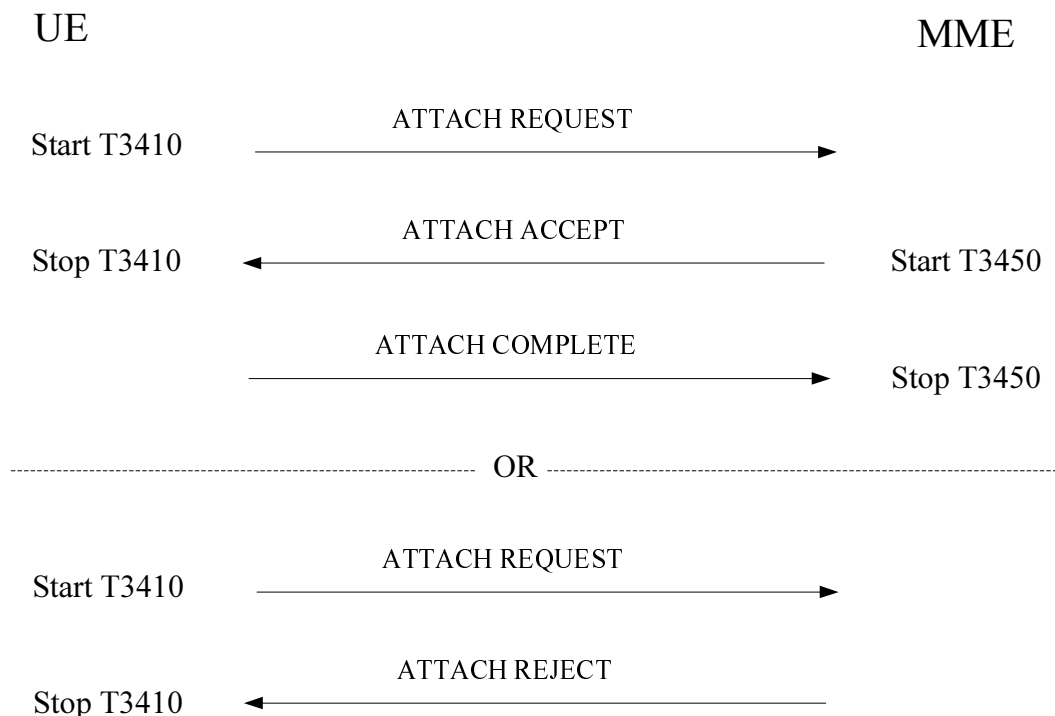 UE
MME
ATTACH REQUEST
Start T3410
ATTACH ACCEPT
Stop T3410
Start T3450
ATTACH COMPLETE
Stop T3450
OR
ATTACH REQUEST
Start T3410
ATTACH REJECT
Stop T3410